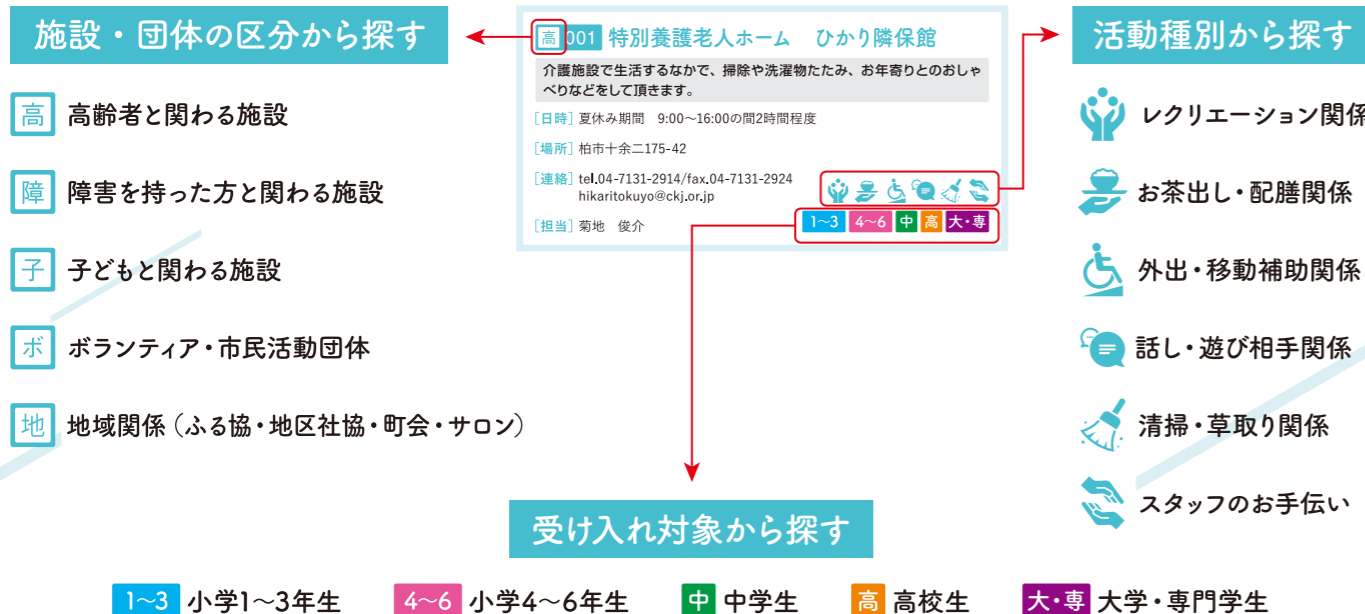 施設・団体の区分から探す
高 高齢者と関わる施設
障 障害を持った方と関わる施設
子 子どもと関わる施設
ボ ボランティア・市民活動団体
地 地域関係（ふる協・地区社協・町会・サロン）
高 001 特別養護老人ホーム　ひかり隣保館
介護施設で生活するなかで、掃除や洗濯物たたみ、お年寄りとのおしゃ
べりなどをして頂きます。
［日時］夏休み期間　9:00〜16:00の間2時間程度
［場所］柏市十余二175-42
［連絡］tel.04-7131-2914/fax.04-7131-2924
hikaritokuyo@ckj.or.jp
［担当］菊地　俊介
1〜3 4〜6 中 高 大・専
活動種別から探す
レクリエーション関係
お茶出し・配膳関係
外出・移動補助関係
話し・遊び相手関係
清掃・草取り関係
スタッフのお手伝い
受け入れ対象から探す
1〜3 小学1〜3年生 4〜6 小学4〜6年生 中 中学生 高 高校生 大・専 大学・専門学生